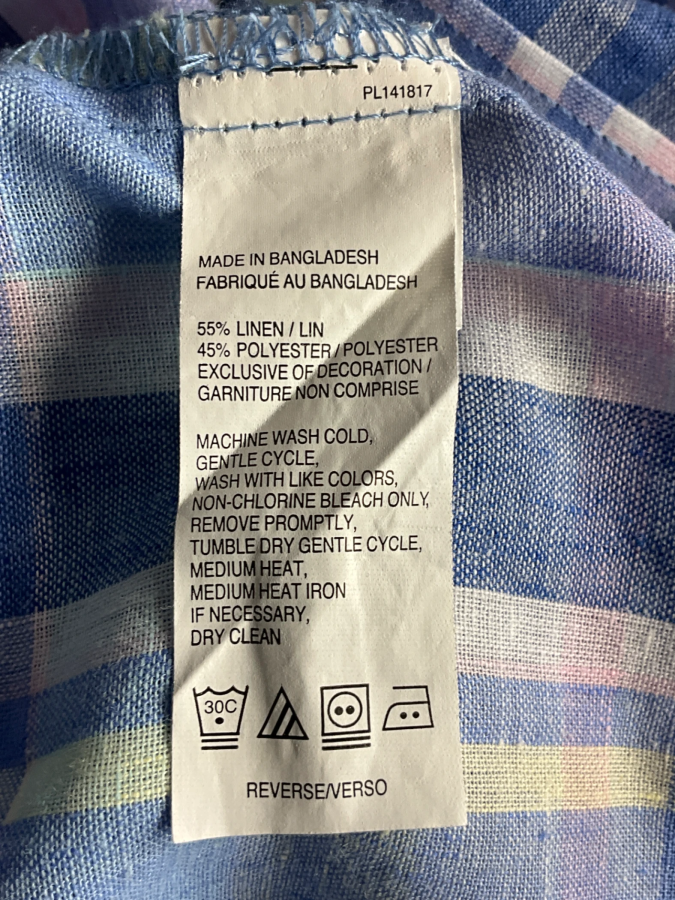 PL141817
MADE IN BANGLADESH
FABRIQUÉ AU BANGLADESH
55% LINEN / LIN
45% POLYESTER / POLYESTER
EXCLUSIVE OF DECORATION /
GARNITURE NON COMPRISE
MACHINE WASH COLD,
GENTLE CYCLE,
WASH WITH LIKE COLORS,
NON-CHLORINE BLEACH ONLY,
REMOVE PROMPTLY,
TUMBLE DRY GENTLE CYCLE,
MEDIUM HEAT,
MEDIUM HEAT IRON
IF NECESSARY,
DRY CLEAN
30C
REVERSE/VERSO